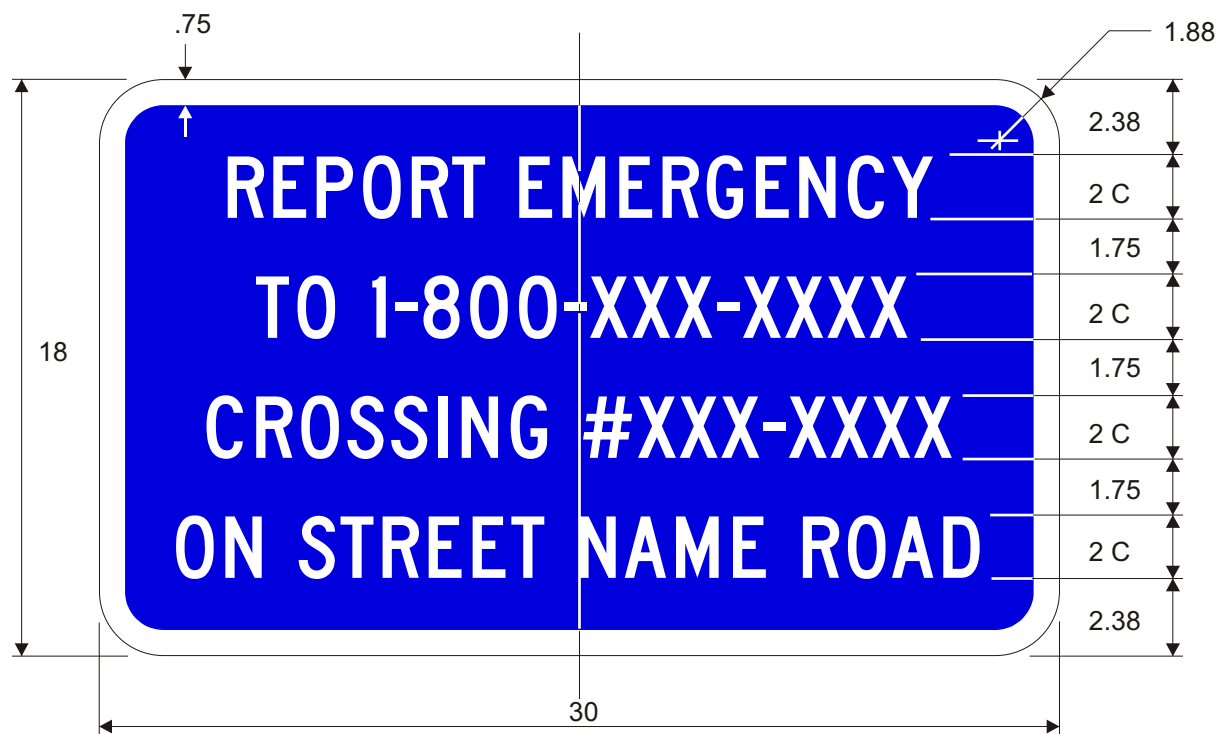 .75
1.88
2.38
REPORT EMERGENCY
2 C
1.75
TO 1-800-XXX-XXXX
2 C
18
1.75
CROSSING #XXX-XXXX
2 C
1.75
ON STREET NAME ROAD
2 C
2.38
30